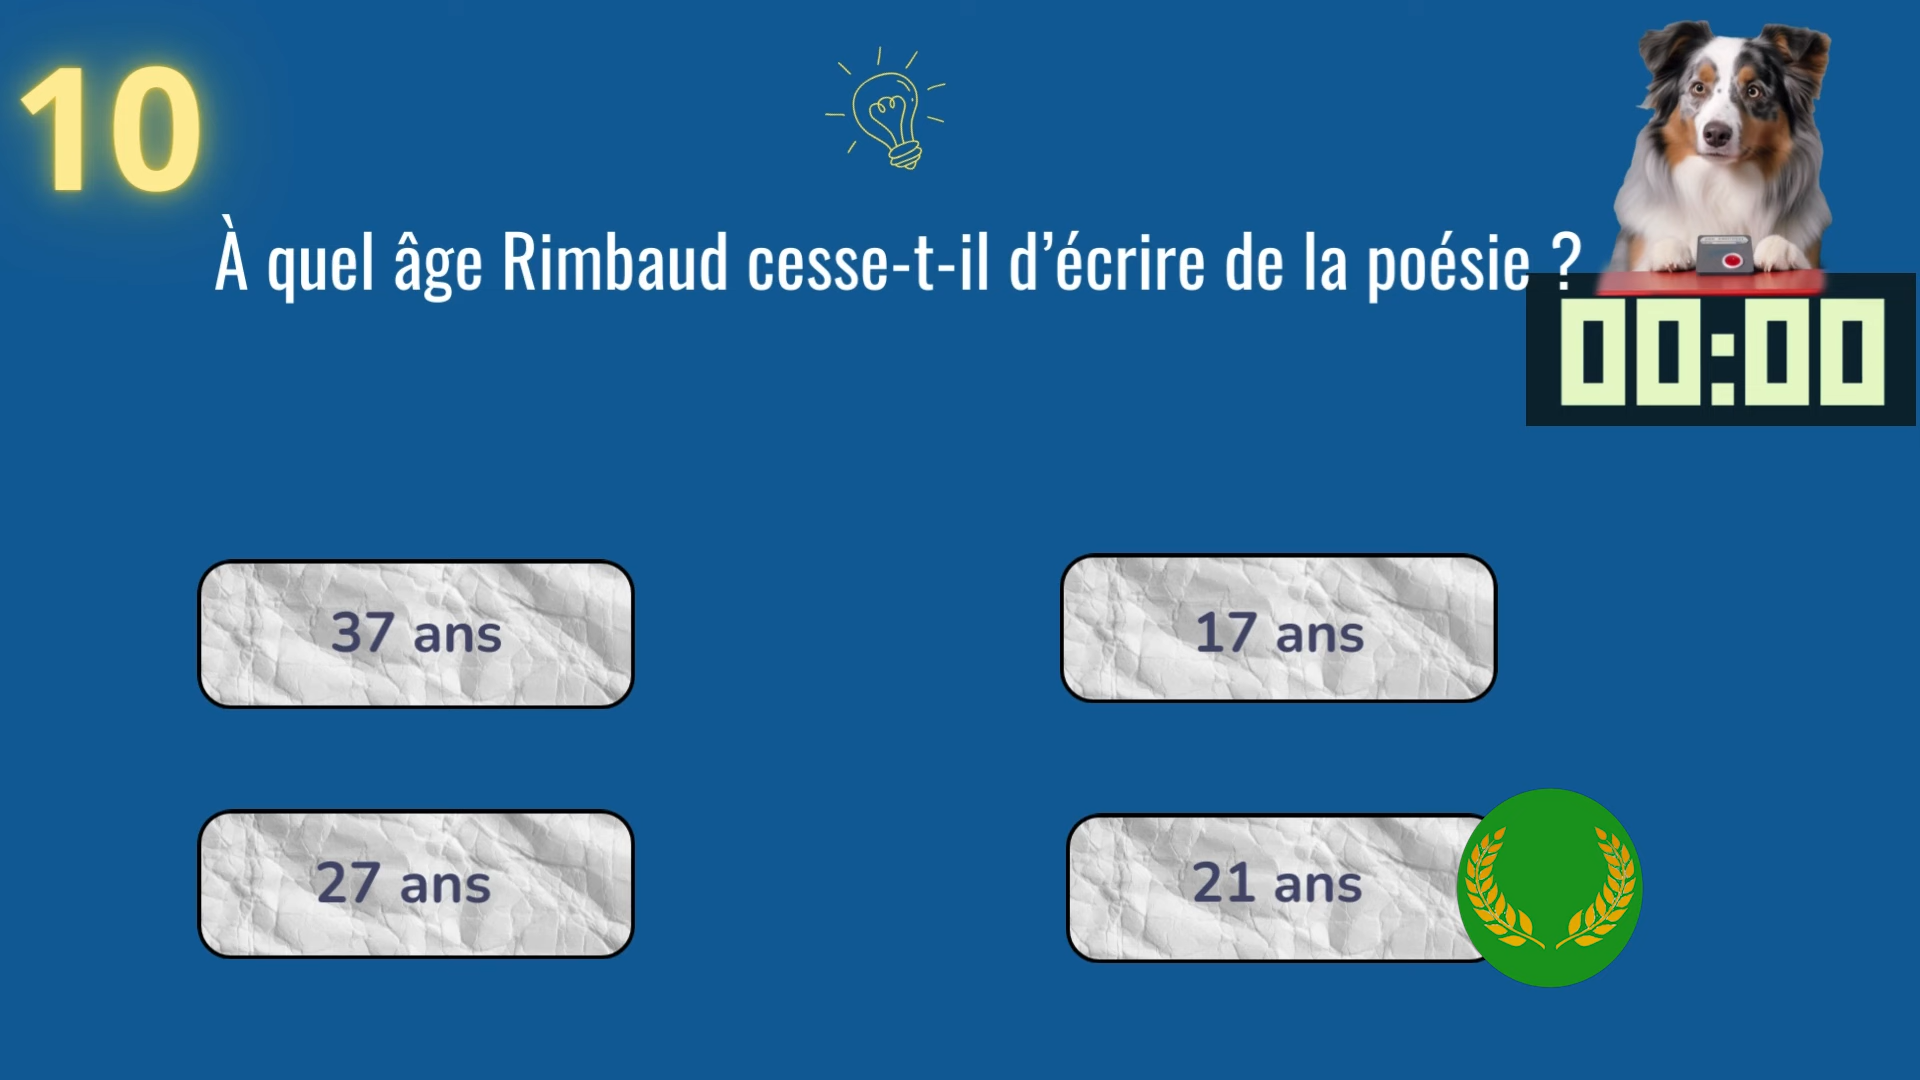 10
À quel âge Rimbaud cesse-t-il d’écrire de la poésie ?
00:00
37 ans
17 ans
27 ans
21 ans